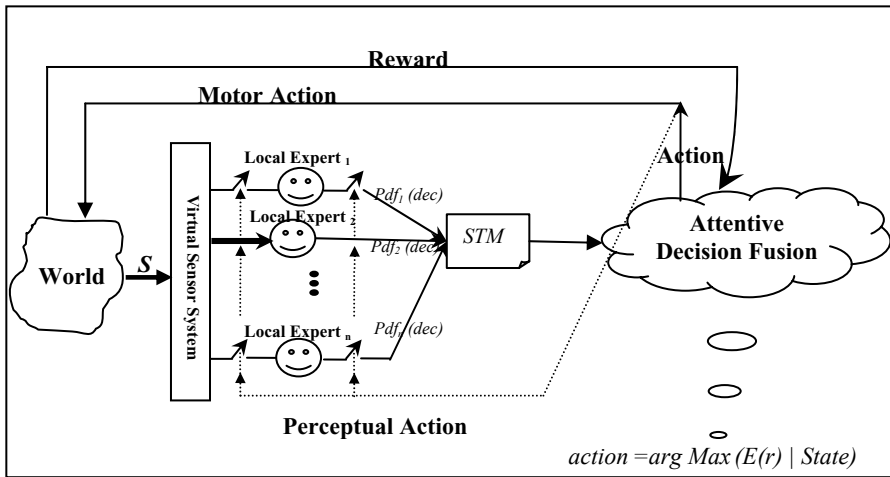 Reward
Motor Action
Action
Virtual Sensor System
Local Expert 1
Pdf1 (dec)
Local Expert 2
Pdf2 (dec)
STM
Attentive
Decision Fusion
World
S
Local Expert n
Pdfn (dec)
Perceptual Action
action =arg Max (E(r) | State)